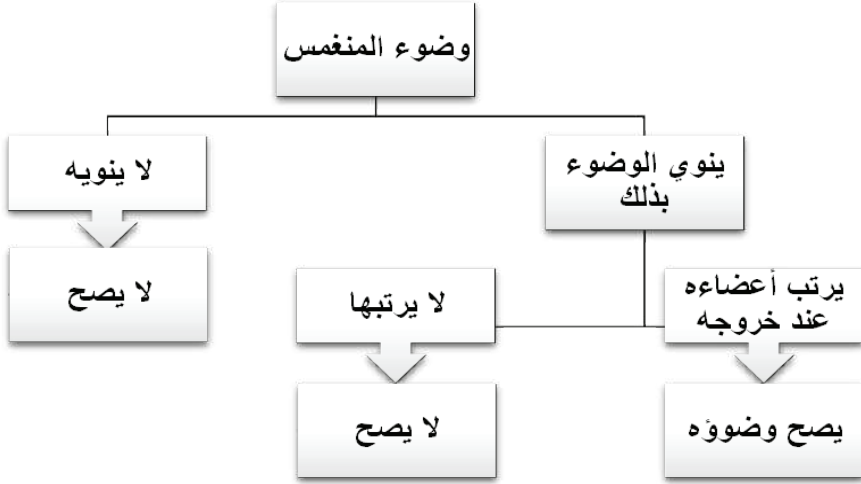 وضوء المنغمس
ينوي الوضوء
بذلك
لا ينويه
يرتب أعضاءه
عند خروجه
لا يرتبها
لا يصح
يصح وضوؤه
لا يصح